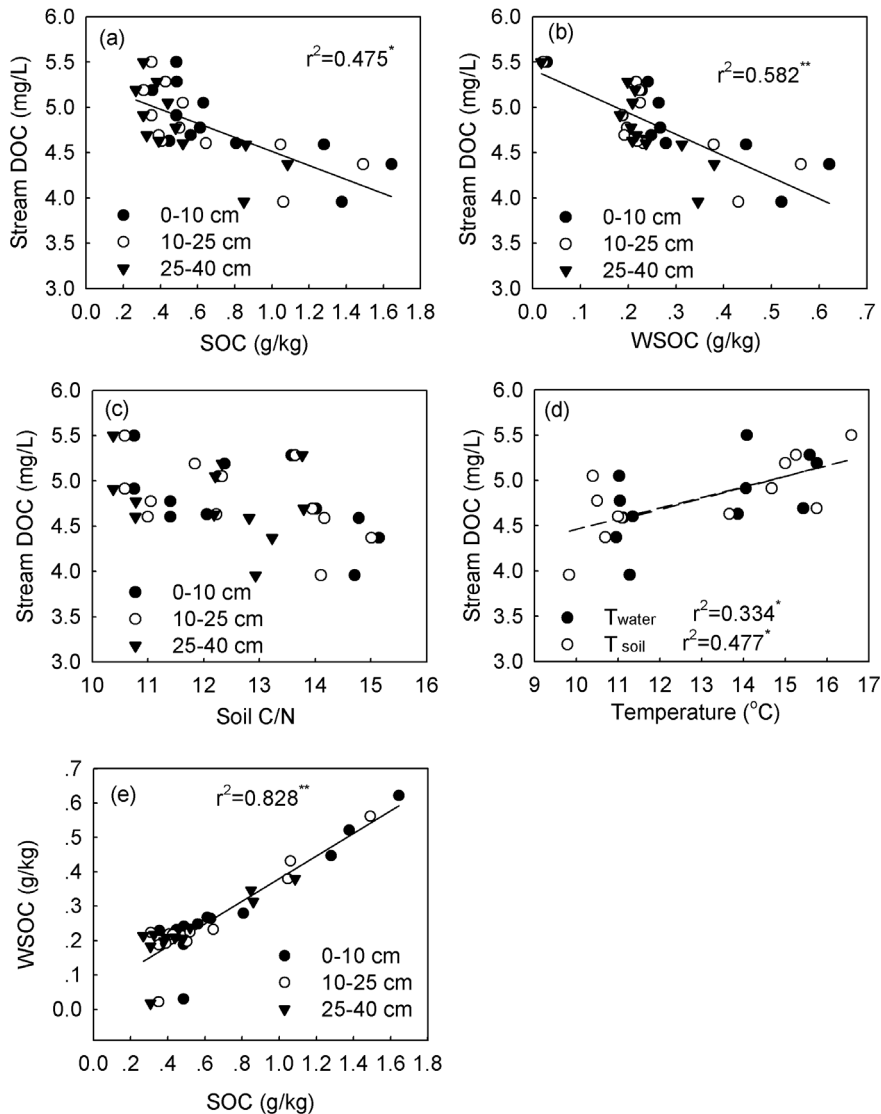 (a)
r²=0.475*
6.0
5.5
5.0
4.5
4.0
3.5
3.0
Stream DOC (mg/L)
0-10 cm
10-25 cm
25-40 cm
0.0 .2 .4 .6 .8 1.0 1.2 1.4 1.6 1.8
SOC (g/kg)
(b)
r²=0.582**
6.0
5.5
5.0
4.5
4.0
3.5
3.0
Stream DOC (mg/L)
0-10 cm
10-25 cm
25-40 cm
0.0 .1 .2 .3 .4 .5 .6 .7
WSOC (g/kg)
(c)
6.0
5.5
5.0
4.5
4.0
3.5
3.0
Stream DOC (mg/L)
0-10 cm
10-25 cm
25-40 cm
10 11 12 13 14 15 16
Soil C/N
(d)
6.0
5.5
5.0
4.5
4.0
3.5
3.0
Stream DOC (mg/L)
Twater r²=0.334*
T soil r²=0.477*
9 10 11 12 13 14 15 16 17
Temperature (°C)
(e)
r²=0.828**
.7
.6
.5
.4
.3
.2
.1
0.0
WSOC (g/kg)
0-10 cm
10-25 cm
25-40 cm
0.0 .2 .4 .6 .8 1.0 1.2 1.4 1.6 1.8
SOC (g/kg)